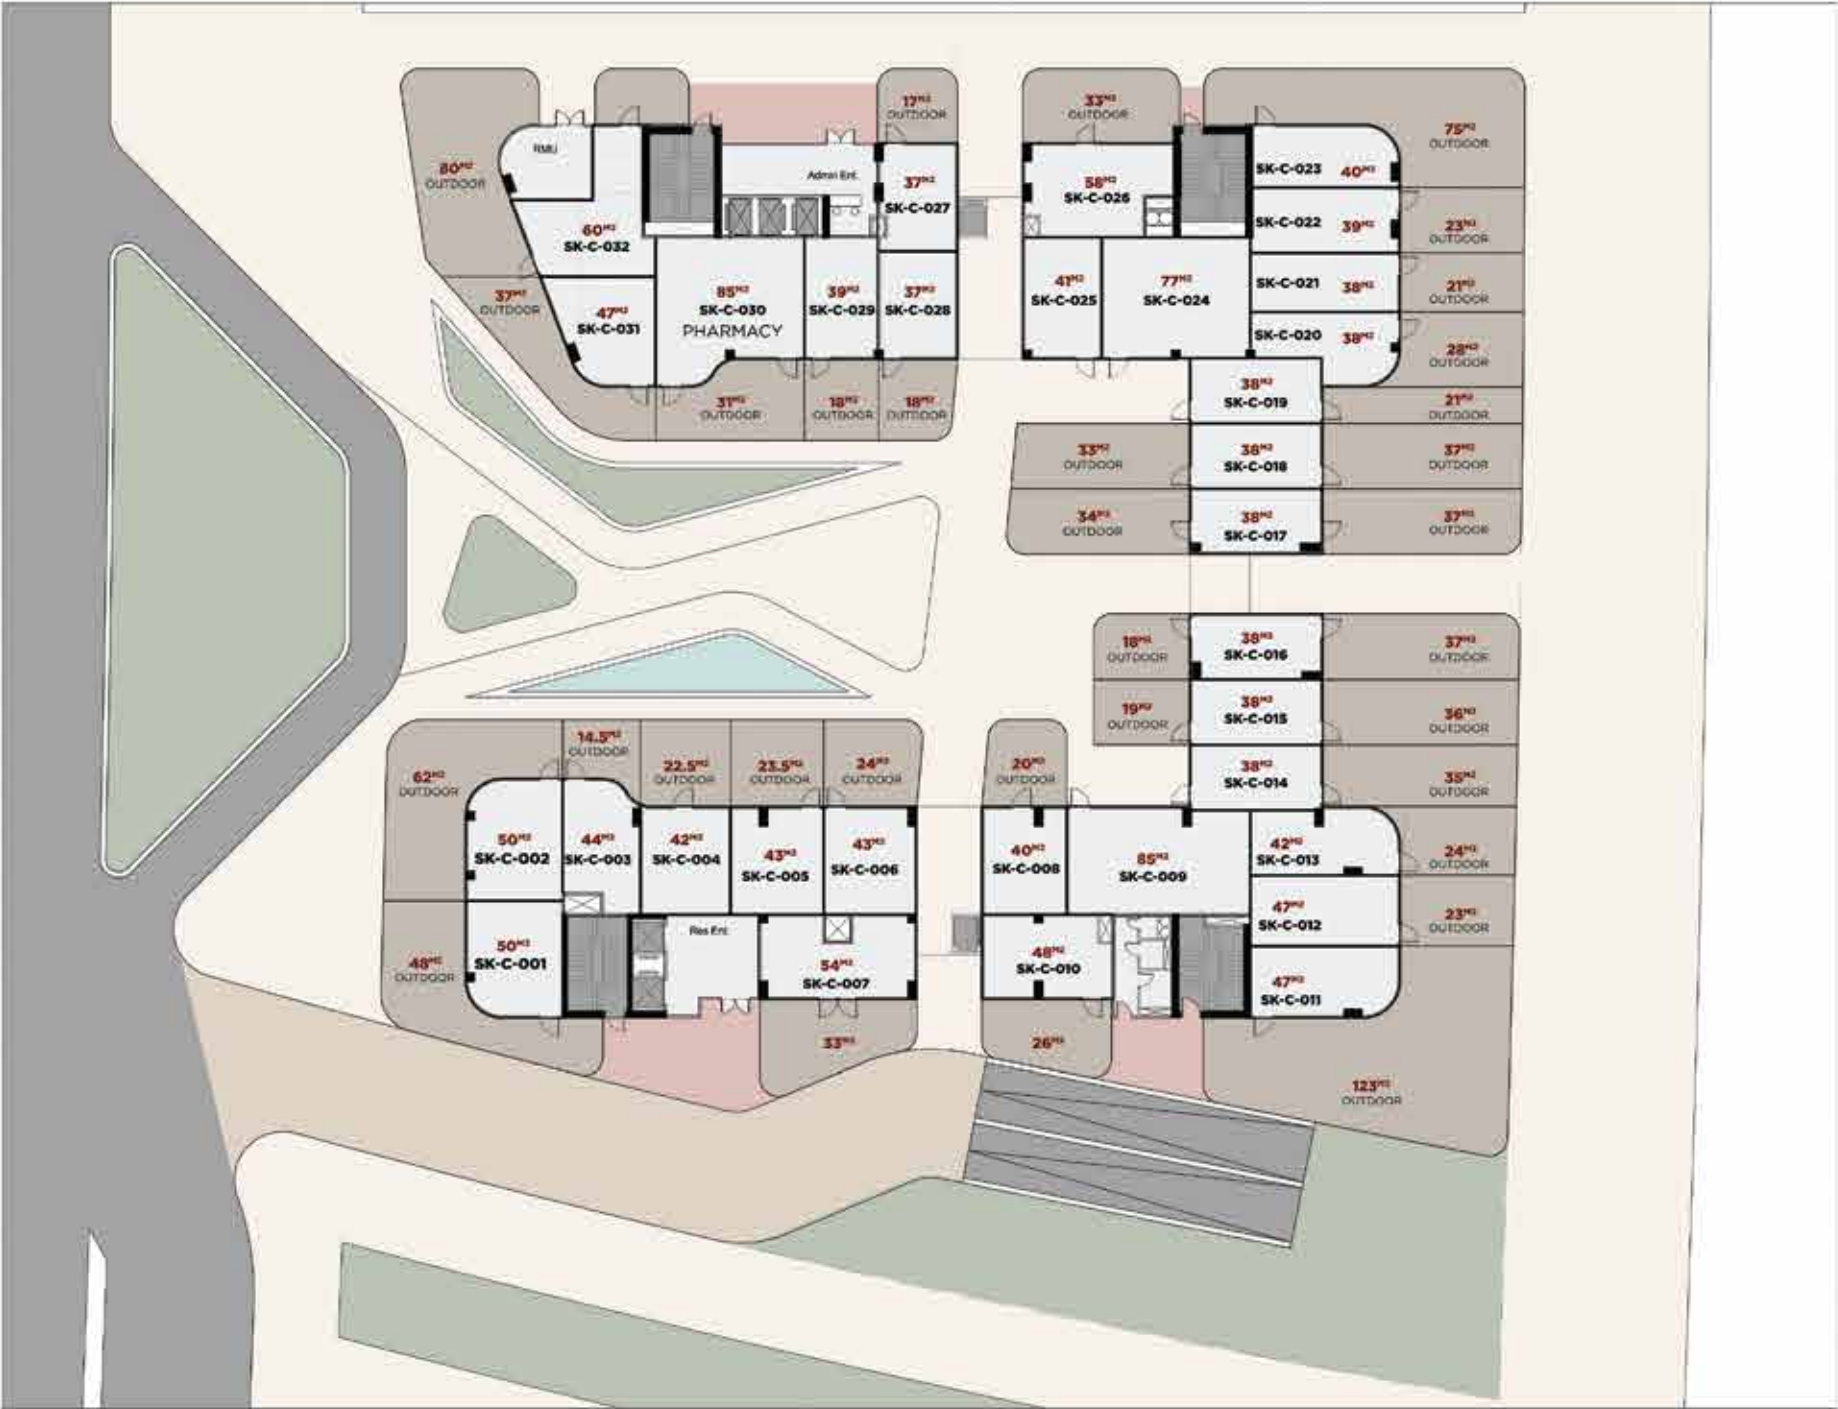 17M2
OUTDOOR
33M2
OUTDOOR
75M2
OUTDOOR
RMU
80M2
OUTDOOR
Admin Ent.
37M2
SK-C-027
58M2
SK-C-026
SK-C-023 40M2
60M2
SK-C-032
SK-C-022 39M2
23M2
OUTDOOR
37M2
OUTDOOR
47M2
SK-C-031
85M2
SK-C-030
PHARMACY
39M2
SK-C-029
37M2
SK-C-028
41M2
SK-C-025
77M2
SK-C-024
SK-C-021 38M2
21M2
OUTDOOR
SK-C-020 38M2
28M2
OUTDOOR
31M2
OUTDOOR
18M2
OUTDOOR
18M2
OUTDOOR
38M2
SK-C-019
21M2
OUTDOOR
33M2
OUTDOOR
38M2
SK-C-018
37M2
OUTDOOR
34M2
OUTDOOR
38M2
SK-C-017
37M2
OUTDOOR
18M2
OUTDOOR
38M2
SK-C-016
37M2
OUTDOOR
19M2
OUTDOOR
38M2
SK-C-015
36M2
OUTDOOR
62M2
OUTDOOR
14.5M2
OUTDOOR
22.5M2
OUTDOOR
23.5M2
OUTDOOR
24M2
OUTDOOR
20M2
OUTDOOR
38M2
SK-C-014
35M2
OUTDOOR
50M2
SK-C-002
44M2
SK-C-003
42M2
SK-C-004
43M2
SK-C-005
43M2
SK-C-006
40M2
SK-C-008
85M2
SK-C-009
42M2
SK-C-013
24M2
OUTDOOR
47M2
SK-C-012
23M2
OUTDOOR
48M2
OUTDOOR
50M2
SK-C-001
Res Ent
54M2
SK-C-007
48M2
SK-C-010
47M2
SK-C-011
33M2
26M2
123M2
OUTDOOR